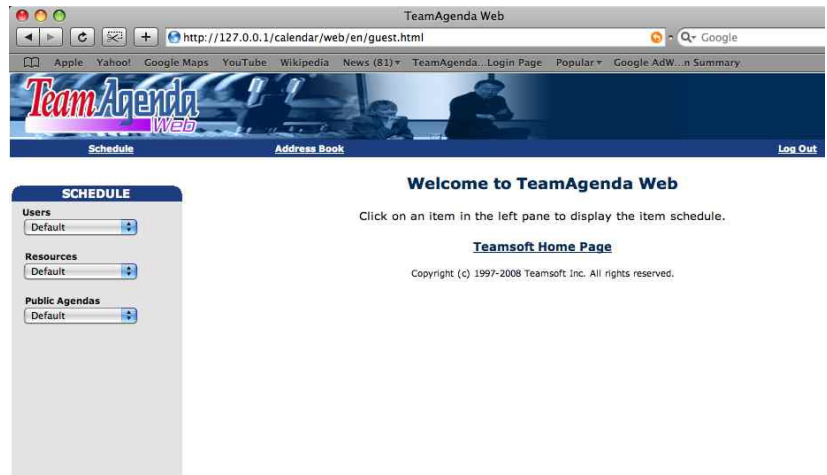 TeamAgenda Web
http://127.0.0.1/calendar/web/en/guest.html
Google
Apple Yahoo! Google Maps YouTube Wikipedia News (81) TeamAgenda...Login Page Popular Google AdW...n Summary
Team Agenda
Web
Schedule Address Book Log Out
SCHEDULE
Users
Default
Resources
Default
Public Agendas
Default
Welcome to TeamAgenda Web
Click on an item in the left pane to display the item schedule.
Teamsoft Home Page
Copyright (c) 1997-2008 Teamsoft Inc. All rights reserved.